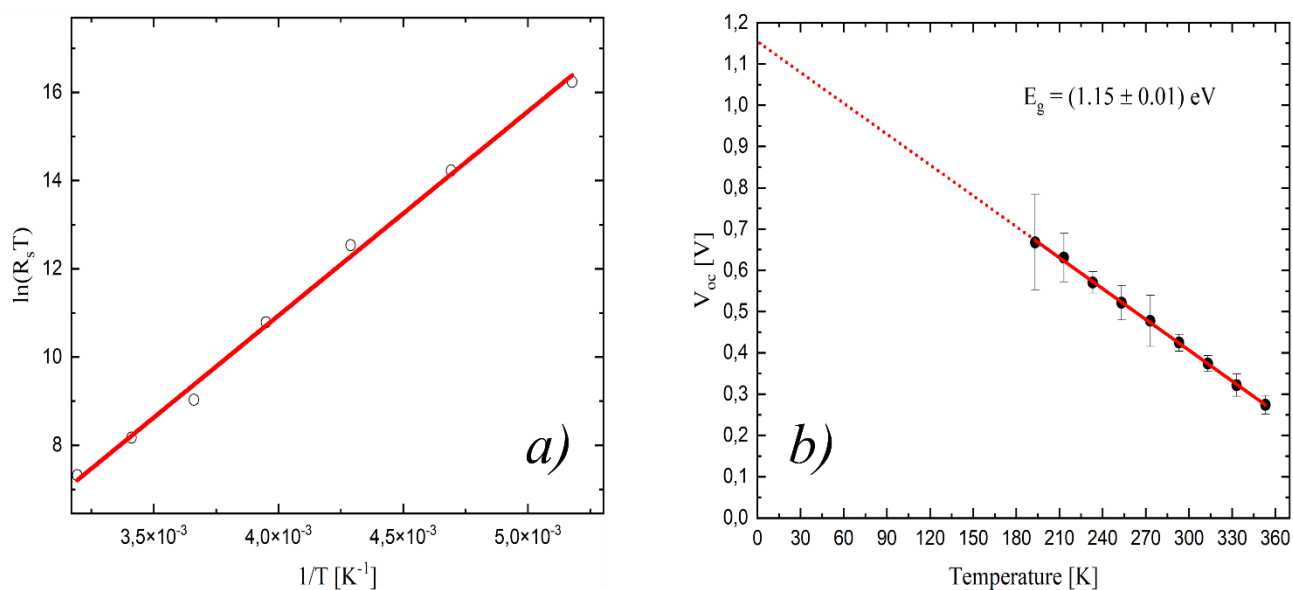 16
14
12
10
8
ln(RₛT)
3,5×10⁻³
4,0×10⁻³
4,5×10⁻³
5,0×10⁻³
1/T [K⁻¹]
a)
1,2
1,1
1,0
0,9
0,8
0,7
0,6
0,5
0,4
0,3
0,2
0,1
0,0
V_oc [V]
E_g = (1.15 ± 0.01) eV
b)
0 30 60 90 120 150 180 210 240 270 300 330 360
Temperature [K]